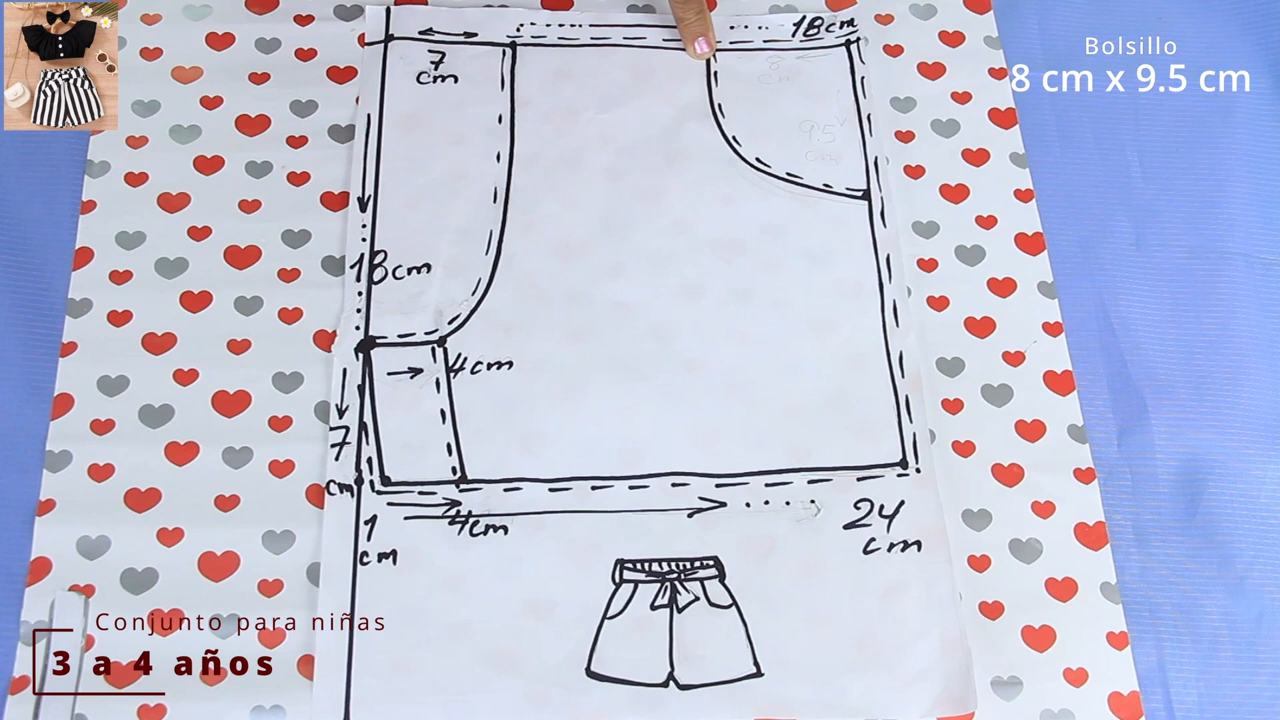 Bolsillo
8 cm x 9.5 cm
18cm
7
cm
8
cm
9.5
cm
18cm
4cm
7
cm
1
cm
4cm
24
cm
Conjunto para niñas
3 a 4 años